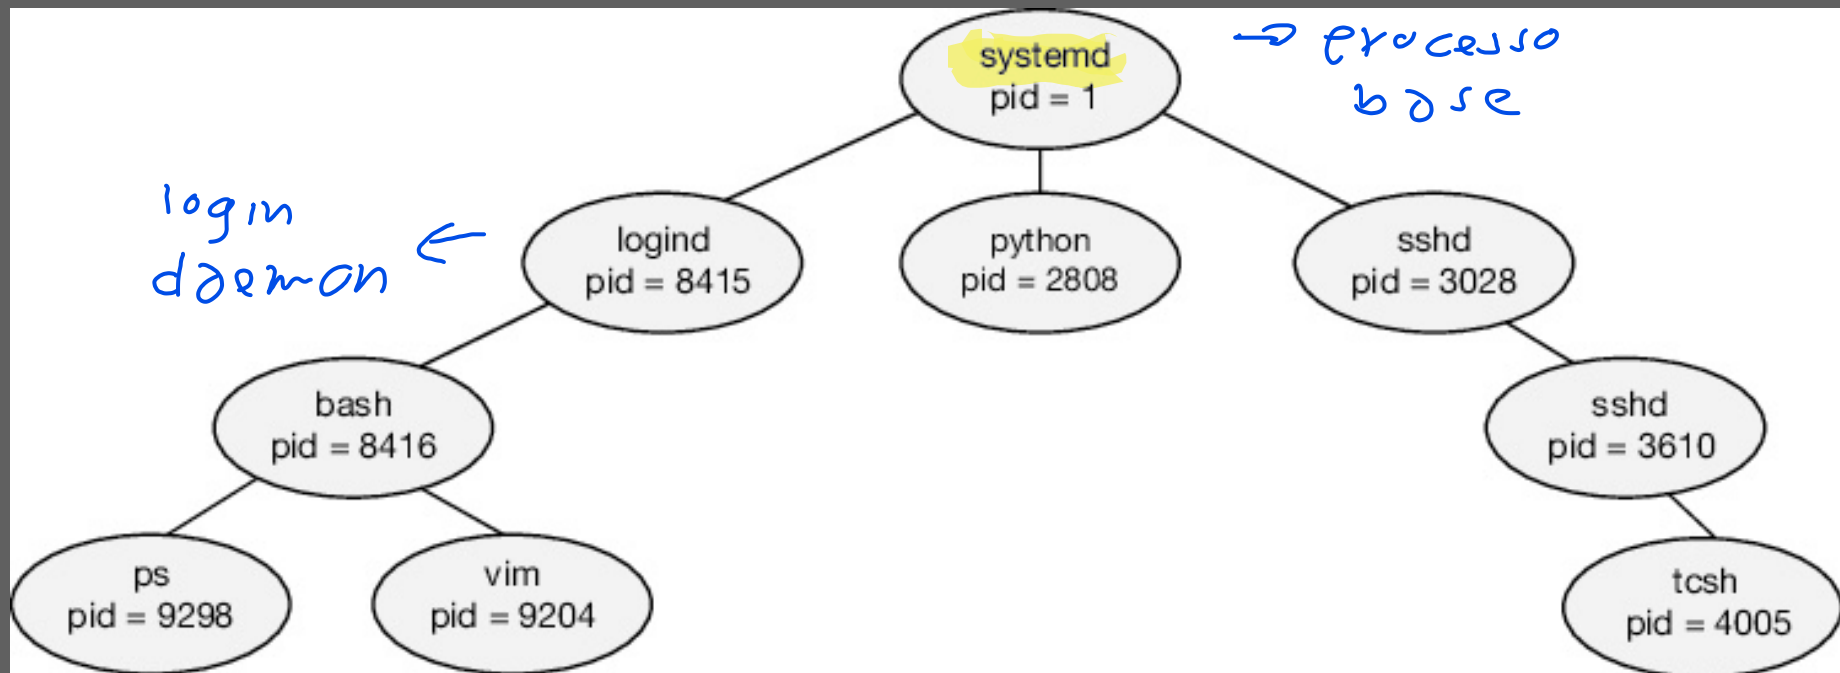 systemd
pid = 1
→ processo
base
login
daemon ←
logind
pid = 8415
python
pid = 2808
sshd
pid = 3028
bash
pid = 8416
sshd
pid = 3610
ps
pid = 9298
vim
pid = 9204
tcsh
pid = 4005